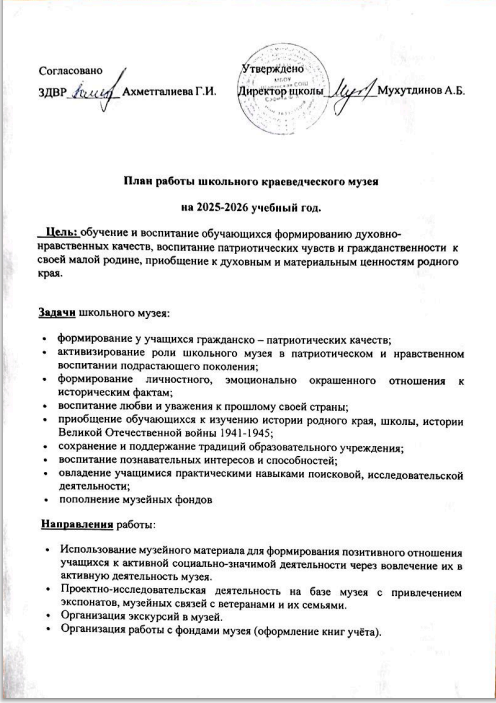 Согласовано Утверждено
ЗДВР Ахметгалиева Г.И. Директор школы Мухутдинов А.Б.
План работы школьного краеведческого музея
на 2025-2026 учебный год.
Цель: обучение и воспитание обучающихся формированию духовно-
нравственных качеств, воспитание патриотических чувств и гражданственности к
своей малой родине, приобщение к духовным и материальным ценностям родного
края.
Задачи школьного музея:
• формирование у учащихся гражданско – патриотических качеств;
• активизирование роли школьного музея в патриотическом и нравственном
воспитании подрастающего поколения;
• формирование личностного, эмоционально окрашенного отношения к
историческим фактам;
• воспитание любви и уважения к прошлому своей страны;
• приобщение обучающихся к изучению истории родного края, школы, истории
Великой Отечественной войны 1941-1945;
• сохранение и поддержание традиций образовательного учреждения;
• воспитание познавательных интересов и способностей;
• овладение учащимися практическими навыками поисковой, исследовательской
деятельности;
• пополнение музейных фондов
Направления работы:
• Использование музейного материала для формирования позитивного отношения
учащихся к активной социально-значимой деятельности через вовлечение их в
активную деятельность музея.
• Проектно-исследовательская деятельность на базе музея с привлечением
экспонатов, музейных связей с ветеранами и их семьями.
• Организация экскурсий в музей.
• Организация работы с фондами музея (оформление книг учёта).